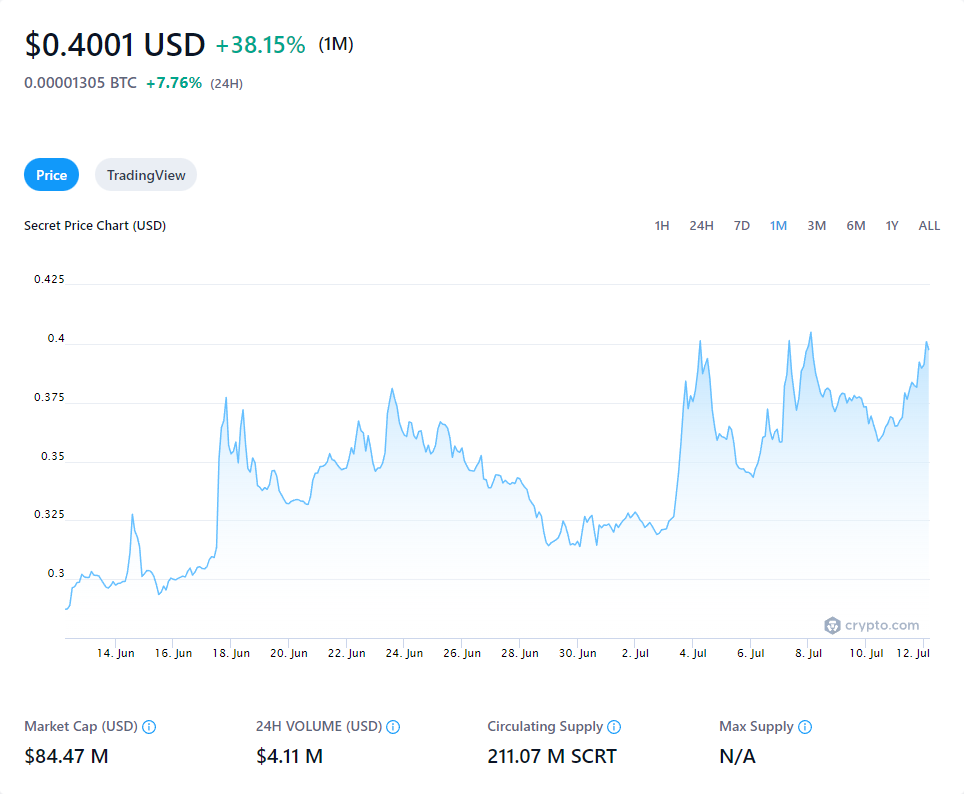 $0.4001 USD +38.15% (1M)
0.00001305 BTC +7.76% (24H)
Price TradingView
Secret Price Chart (USD) 1H 24H 7D 1M 3M 6M 1Y ALL
0.425
0.4
0.375
0.35
0.325
0.3
crypto.com
14. Jun 16. Jun 18. Jun 20. Jun 22. Jun 24. Jun 26. Jun 28. Jun 30. Jun 2. Jul 4. Jul 6. Jul 8. Jul 10. Jul 12. Jul
Market Cap (USD) 24H VOLUME (USD) Circulating Supply Max Supply
$84.47 M $4.11 M 211.07 M SCRT N/A